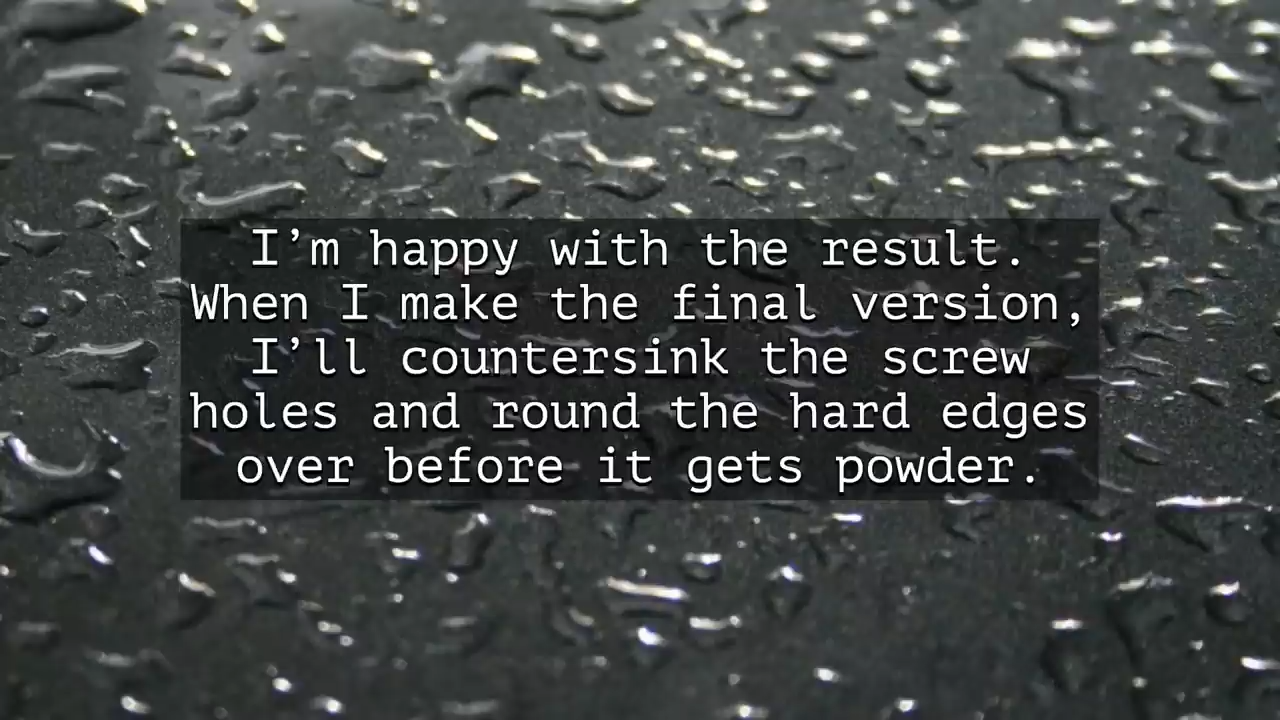 I’m happy with the result.
When I make the final version,
I’ll countersink the screw
holes and round the hard edges
over before it gets powder.